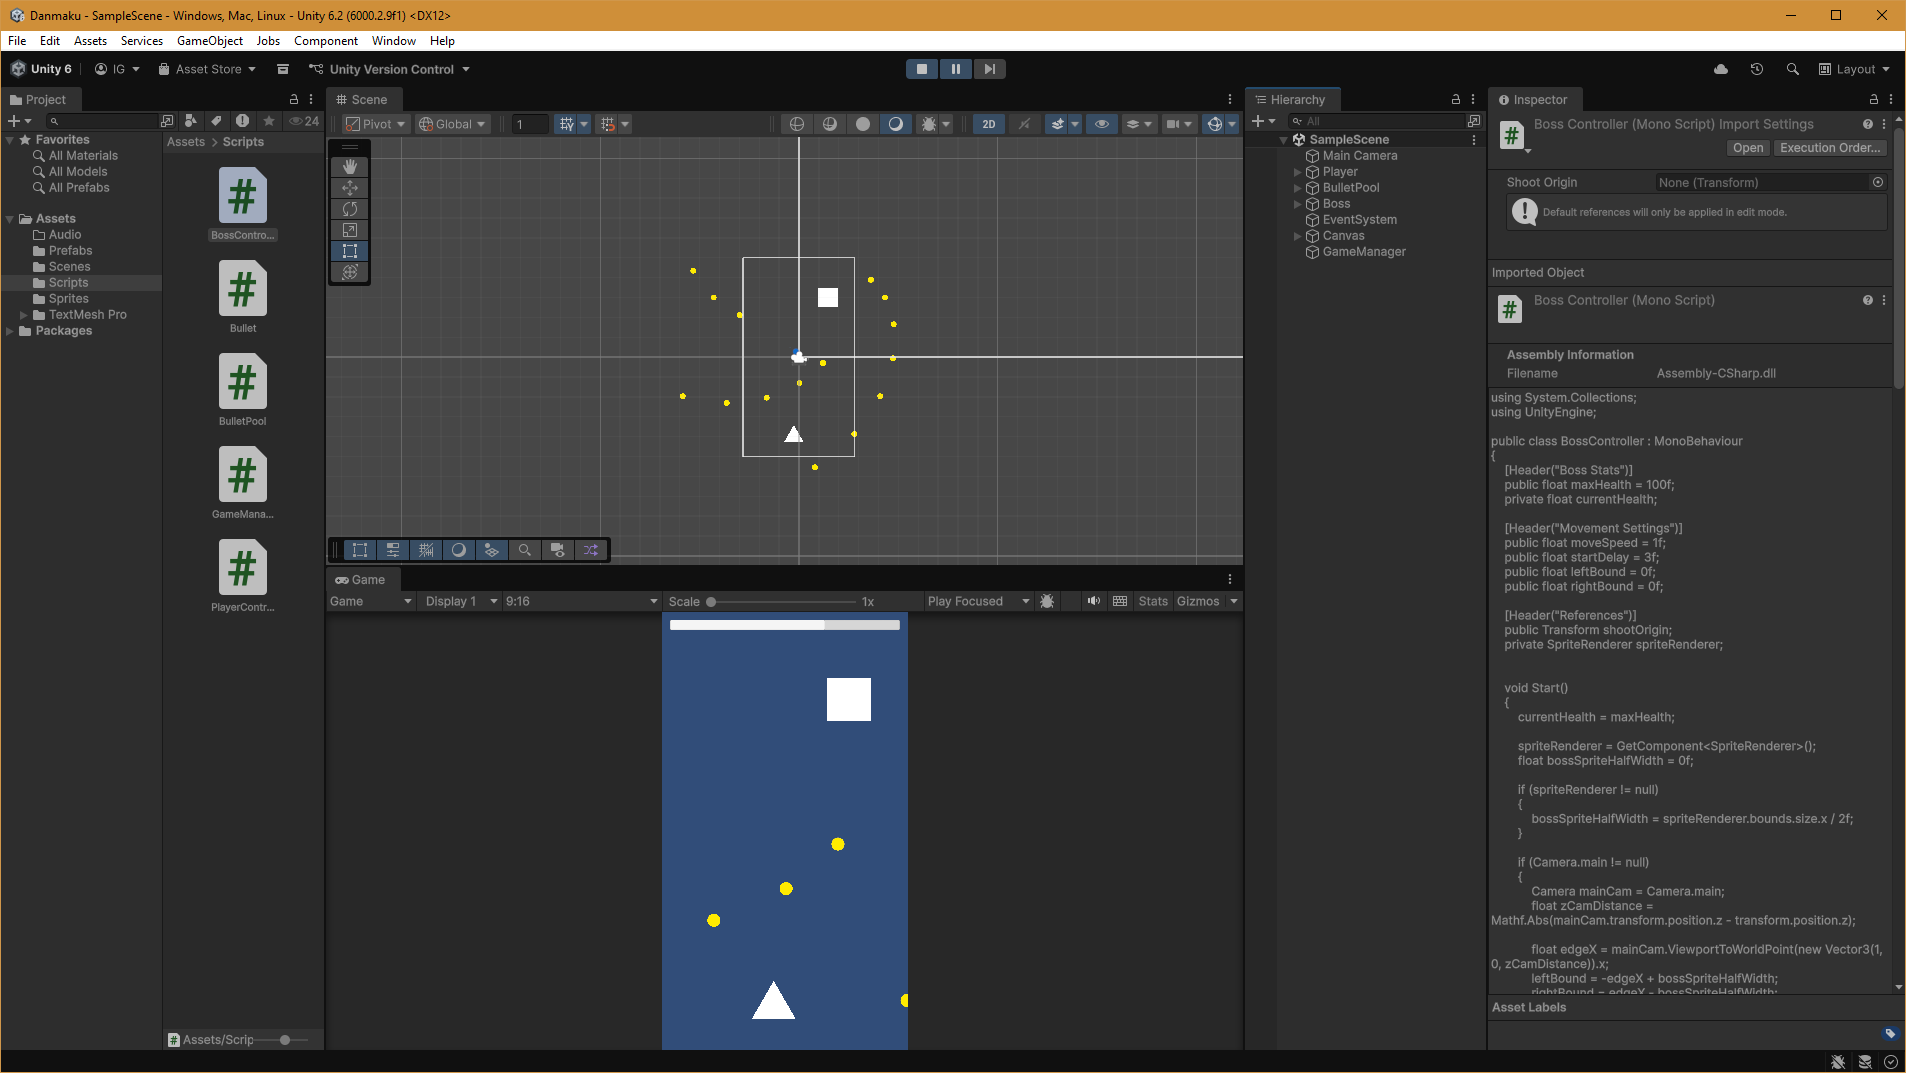 Danmaku - SampleScene - Windows, Mac, Linux - Unity 6.2 (6000.2.9f1) <DX12>
File Edit Assets Services GameObject Jobs Component Window Help
Unity 6 IG Asset Store Unity Version Control Layout
Project
24
Favorites
All Materials
All Models
All Prefabs
Assets
Audio
Prefabs
Scenes
Scripts
Sprites
TextMesh Pro
Packages
Assets > Scripts
BossContro...
Bullet
BulletPool
GameMana...
PlayerContr...
Assets/Scrip
Scene
Pivot Global 1 2D
Game
Game Display 1 9:16 Scale 1x Play Focused Stats Gizmos
Hierarchy
All
SampleScene
Main Camera
Player
BulletPool
Boss
EventSystem
Canvas
GameManager
Inspector
Boss Controller (Mono Script) Import Settings
Open Execution Order...
Shoot Origin None (Transform)
Default references will only be applied in edit mode.
Imported Object
Boss Controller (Mono Script)
Assembly Information
Filename Assembly-CSharp.dll
using System.Collections;
using UnityEngine;
public class BossController : MonoBehaviour
{
[Header("Boss Stats")]
public float maxHealth = 100f;
private float currentHealth;
[Header("Movement Settings")]
public float moveSpeed = 1f;
public float startDelay = 3f;
public float leftBound = 0f;
public float rightBound = 0f;
[Header("References")]
public Transform shootOrigin;
private SpriteRenderer spriteRenderer;
void Start()
{
currentHealth = maxHealth;
spriteRenderer = GetComponent<SpriteRenderer>();
float bossSpriteHalfWidth = 0f;
if (spriteRenderer != null)
{
bossSpriteHalfWidth = spriteRenderer.bounds.size.x / 2f;
}
if (Camera.main != null)
{
Camera mainCam = Camera.main;
float zCamDistance =
Mathf.Abs(mainCam.transform.position.z - transform.position.z);
float edgeX = mainCam.ViewportToWorldPoint(new Vector3(1,
0, zCamDistance)).x;
leftBound = -edgeX + bossSpriteHalfWidth;
rightBound = edgeX - bossSpriteHalfWidth;
Asset Labels